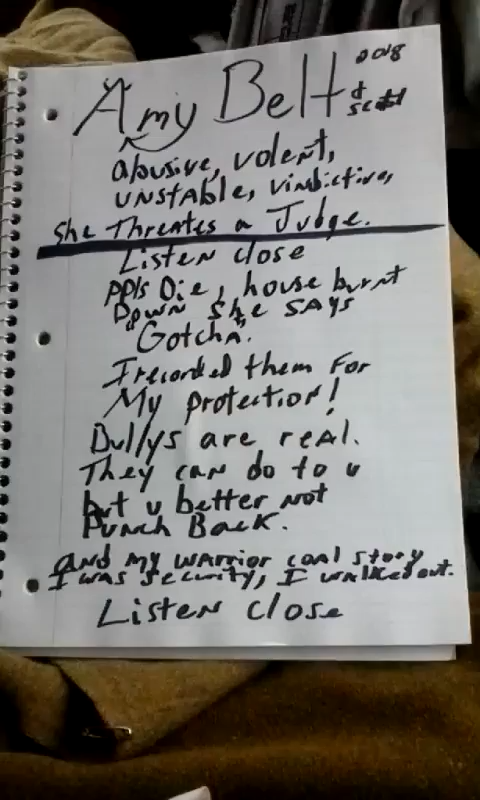 Amy Belt
& scott
abusive, volent,
unstable, vindictive,
she Threates a Judge.
Listen close
ppls Die, house burnt
Down she says
"Gotcha".
I recorded them for
My protection!
Bullys are real.
They can do to u
but u better not
Punch Back.
and my warrior coal story
I was security, I walked out.
Listen close